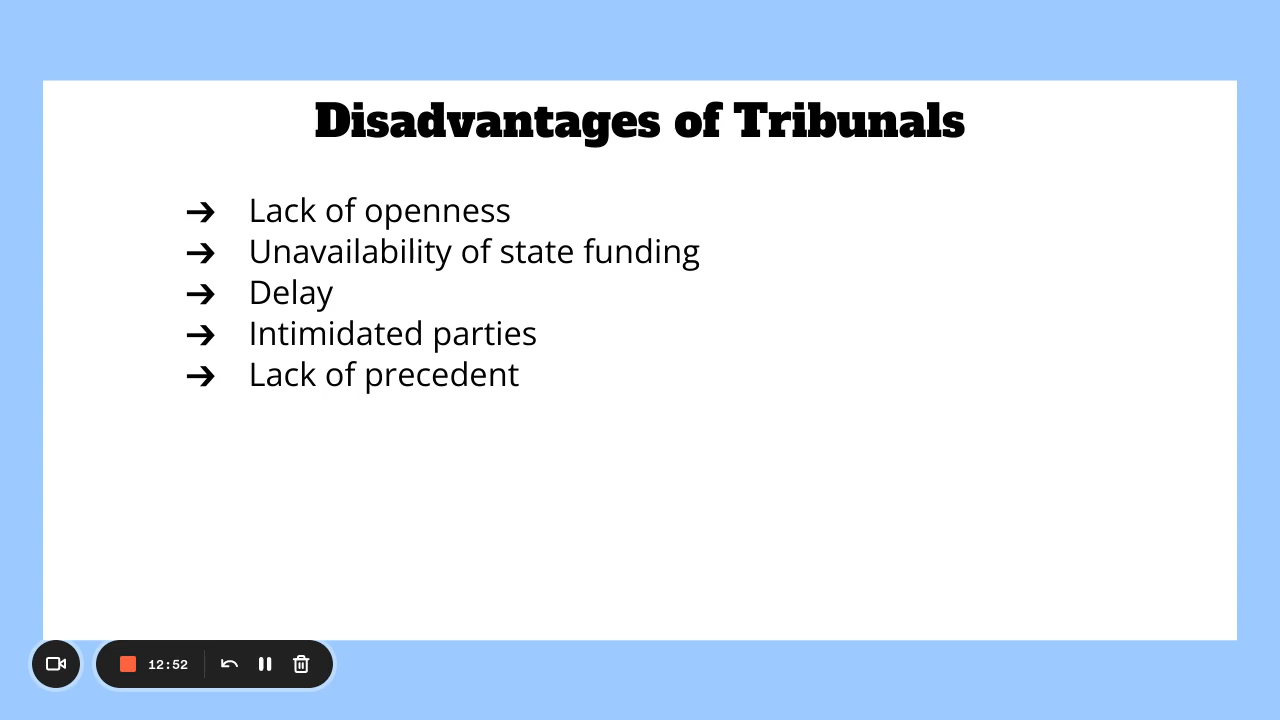 Disadvantages of Tribunals
➔ Lack of openness
➔ Unavailability of state funding
➔ Delay
➔ Intimidated parties
➔ Lack of precedent
12:52